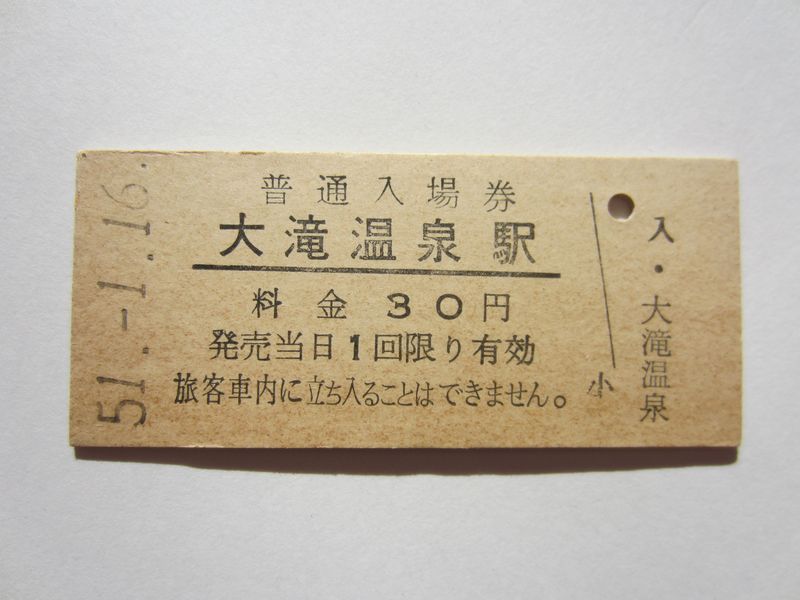 51.-1.16.
普通入場券
大滝温泉駅
料金 30円
発売当日1回限り有効
旅客車内に立ち入ることはできません。
小
入・大滝温泉